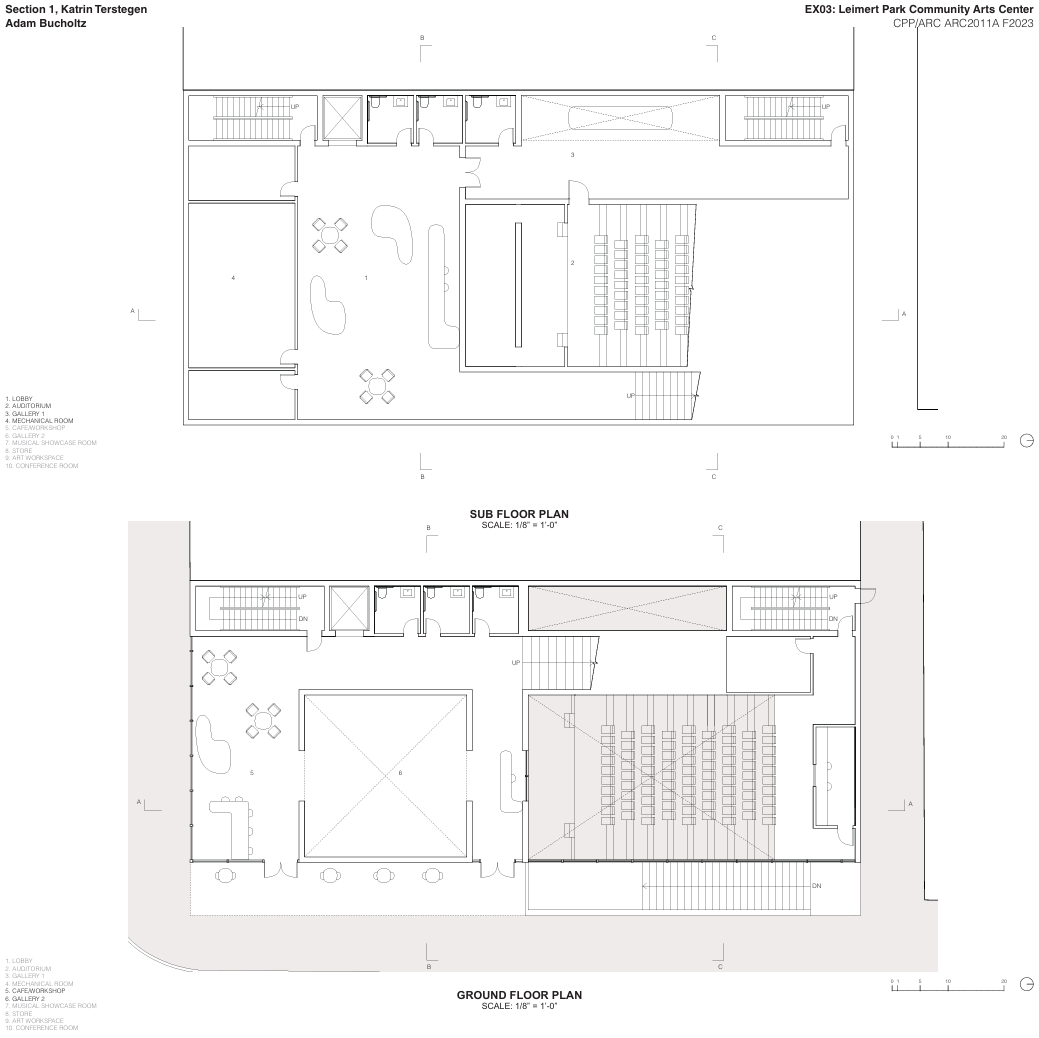 Section 1, Katrin Terstegen
Adam Bucholtz
EX03: Leimert Park Community Arts Center
CPP/ARC ARC2011A F2023
B
C
UP
UP
3
4
1
2
A
A
UP
1. LOBBY
2. AUDITORIUM
3. GALLERY 1
4. MECHANICAL ROOM
5. CAFE/WORKSHOP
6. GALLERY 2
7. MUSICAL SHOWCASE ROOM
8: STORE
9. ART WORKSPACE
10. CONFERENCE ROOM
0 1 5 10 20
B
C
SUB FLOOR PLAN
SCALE: 1/8" = 1'-0"
B
C
UP
DN
UP
DN
UP
5
6
A
A
DN
B
C
1. LOBBY
2. AUDITORIUM
3. GALLERY 1
4. MECHANICAL ROOM
5. CAFE/WORKSHOP
6. GALLERY 2
7. MUSICAL SHOWCASE ROOM
8: STORE
9. ART WORKSPACE
10. CONFERENCE ROOM
0 1 5 10 20
GROUND FLOOR PLAN
SCALE: 1/8" = 1'-0"